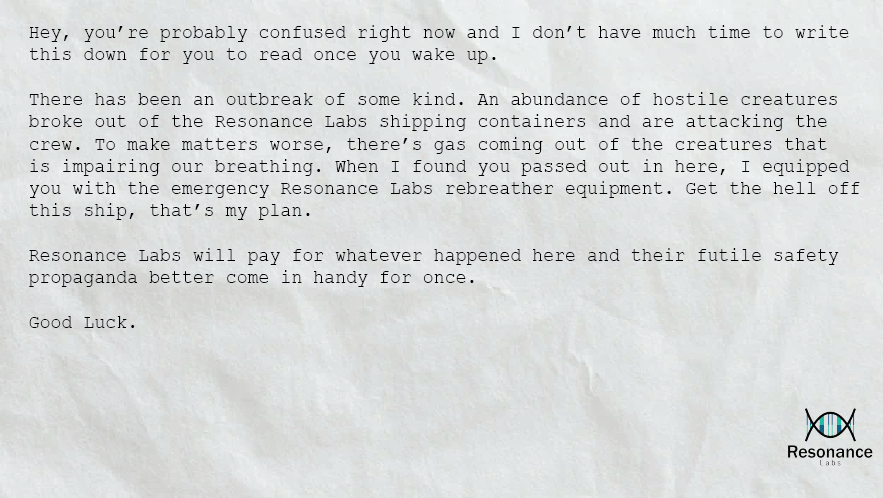 Hey, you’re probably confused right now and I don’t have much time to write
this down for you to read once you wake up.
There has been an outbreak of some kind. An abundance of hostile creatures
broke out of the Resonance Labs shipping containers and are attacking the
crew. To make matters worse, there’s gas coming out of the creatures that
is impairing our breathing. When I found you passed out in here, I equipped
you with the emergency Resonance Labs rebreather equipment. Get the hell off
this ship, that’s my plan.
Resonance Labs will pay for whatever happened here and their futile safety
propaganda better come in handy for once.
Good Luck.
Resonance
Labs